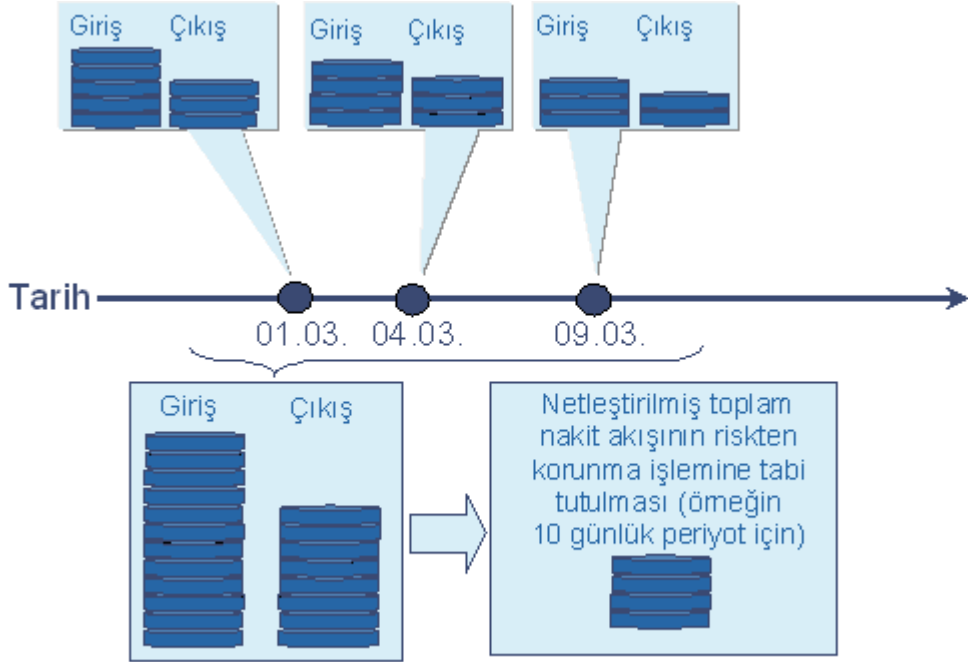 Giriş Çıkış
Giriş Çıkış
Giriş Çıkış
Tarih
01.03. 04.03. 09.03.
Giriş Çıkış
Netleştirilmiş toplam
nakit akışının riskten
korunma işlemine tabi
tutulması (örneğin
10 günlük periyot için)